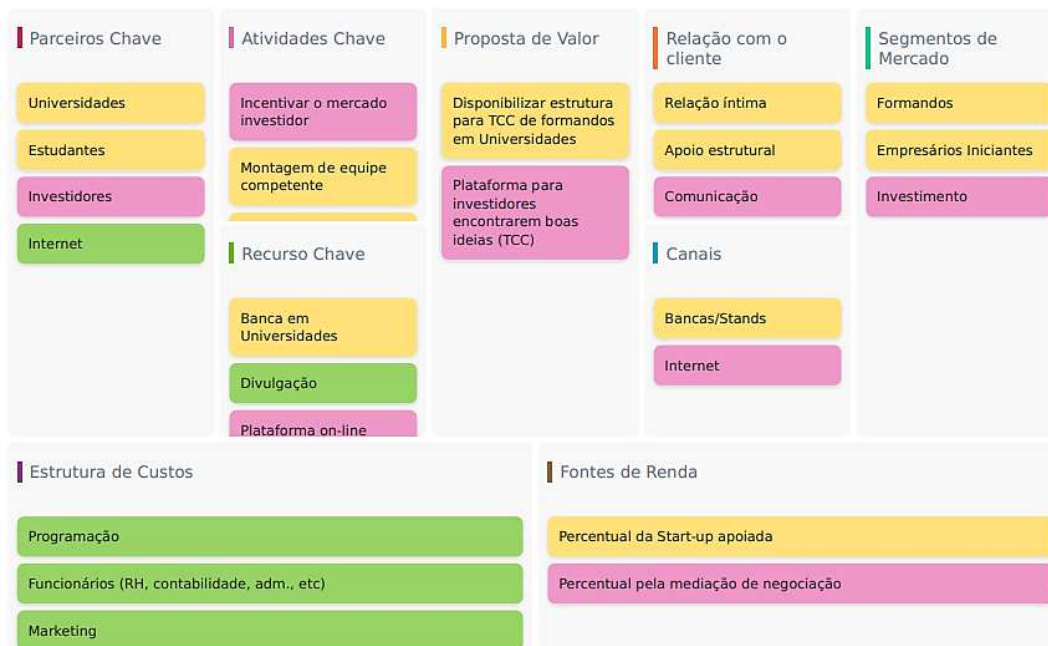 Parceiros Chave
Universidades
Estudantes
Investidores
Internet
Atividades Chave
Incentivar o mercado
investidor
Montagem de equipe
competente
Recurso Chave
Banca em
Universidades
Divulgação
Plataforma on-line
Proposta de Valor
Disponibilizar estrutura
para TCC de formandos
em Universidades
Plataforma para
investidores
encontrarem boas
ideias (TCC)
Relação com o
cliente
Relação íntima
Apoio estrutural
Comunicação
Canais
Bancas/Stands
Internet
Segmentos de
Mercado
Formandos
Empresários Iniciantes
Investimento
Estrutura de Custos
Programação
Funcionários (RH, contabilidade, adm., etc)
Marketing
Fontes de Renda
Percentual da Start-up apoiada
Percentual pela mediação de negociação